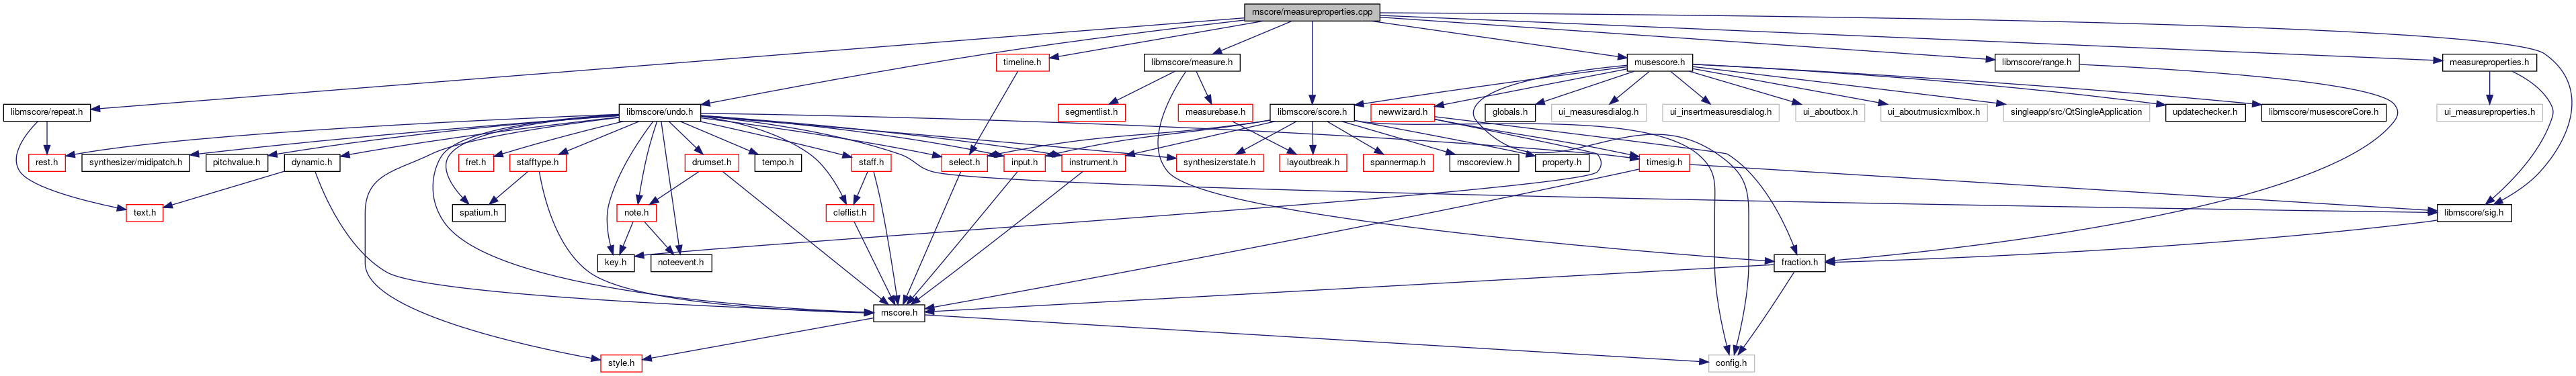 mscore/measureproperties.cpp
timeline.h
libmscore/measure.h
musescore.h
libmscore/range.h
measureproperties.h
libmscore/repeat.h
libmscore/undo.h
segmentlist.h
measurebase.h
libmscore/score.h
newwizard.h
globals.h
ui_measuresdialog.h
ui_insertmeasuresdialog.h
ui_aboutbox.h
ui_aboutmusicxmlbox.h
singleapp/src/QtSingleApplication
updatechecker.h
libmscore/musescoreCore.h
ui_measureproperties.h
rest.h
synthesizer/midipatch.h
pitchvalue.h
dynamic.h
fret.h
stafftype.h
drumset.h
tempo.h
staff.h
select.h
input.h
instrument.h
synthesizerstate.h
layoutbreak.h
spannermap.h
mscoreview.h
property.h
timesig.h
text.h
spatium.h
note.h
cleflist.h
libmscore/sig.h
key.h
noteevent.h
fraction.h
mscore.h
style.h
config.h